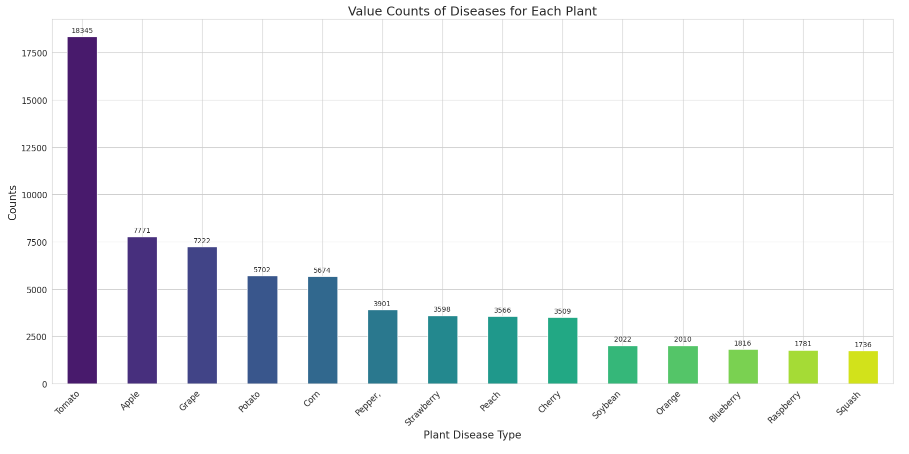 Value Counts of Diseases for Each Plant
18345
7771
7222
5702
5674
3901
3598
3566
3509
2022
2010
1816
1781
1736
17500
15000
12500
10000
7500
5000
2500
0
Counts
Tomato
Apple
Grape
Potato
Corn
Pepper,
Strawberry
Peach
Cherry
Soybean
Orange
Blueberry
Raspberry
Squash
Plant Disease Type